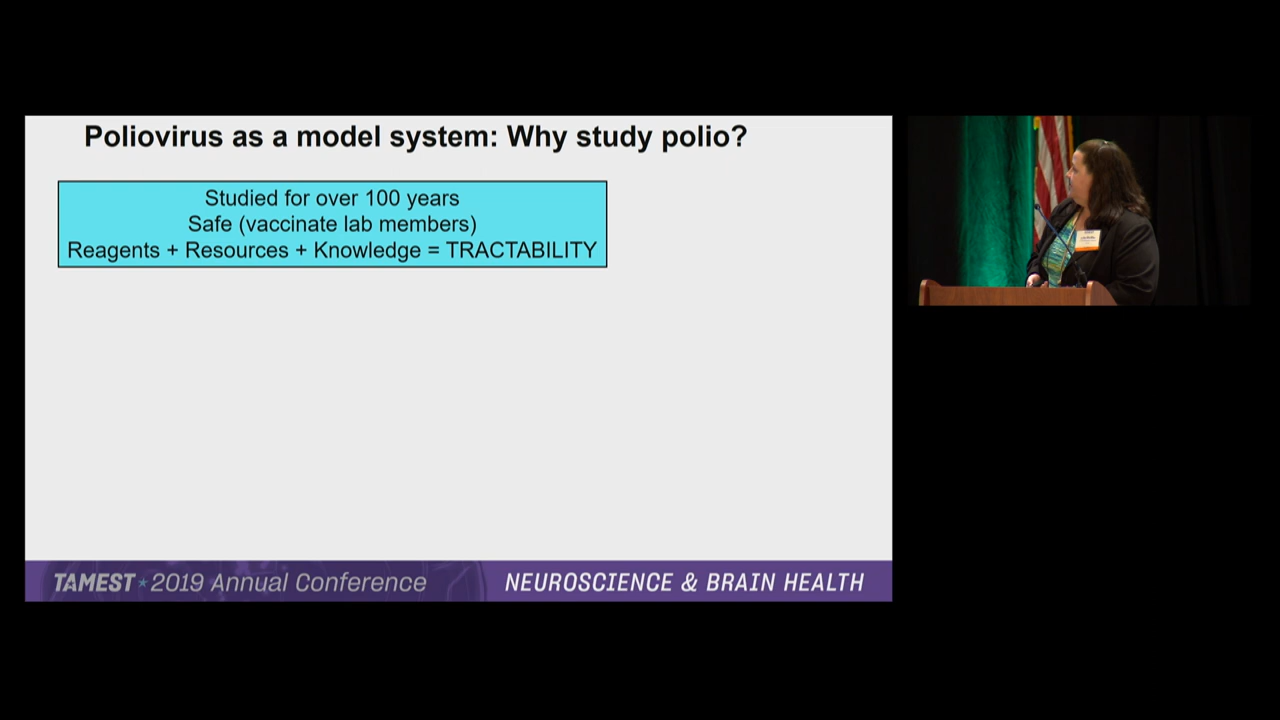 Poliovirus as a model system: Why study polio?
Studied for over 100 years
Safe (vaccinate lab members)
Reagents + Resources + Knowledge = TRACTABILITY
TAMEST★2019 Annual Conference
NEUROSCIENCE & BRAIN HEALTH